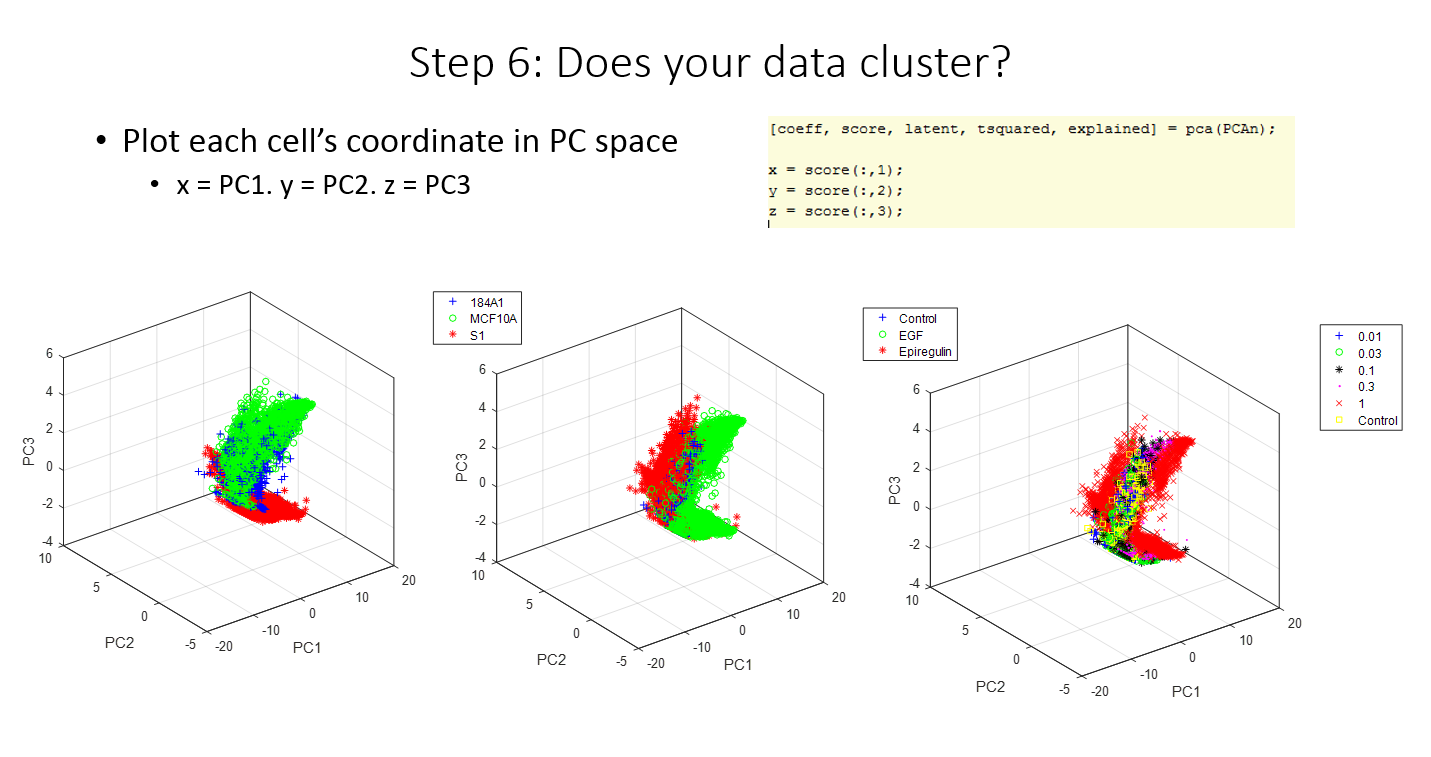 Step 6: Does your data cluster?
• Plot each cell’s coordinate in PC space
• x = PC1. y = PC2. z = PC3
[coeff, score, latent, tsquared, explained] = pca(PCAn);
x = score(:,1);
y = score(:,2);
z = score(:,3);
184A1
MCF10A
S1
6
4
2
0
-2
-4
PC3
10
5
0
-5
PC2
-20
-10
0
10
20
PC1
Control
EGF
Epiregulin
6
4
2
0
-2
-4
PC3
10
5
0
-5
PC2
-20
-10
0
10
20
PC1
0.01
0.03
0.1
0.3
1
Control
6
4
2
0
-2
-4
PC3
10
5
0
-5
PC2
-20
-10
0
10
20
PC1